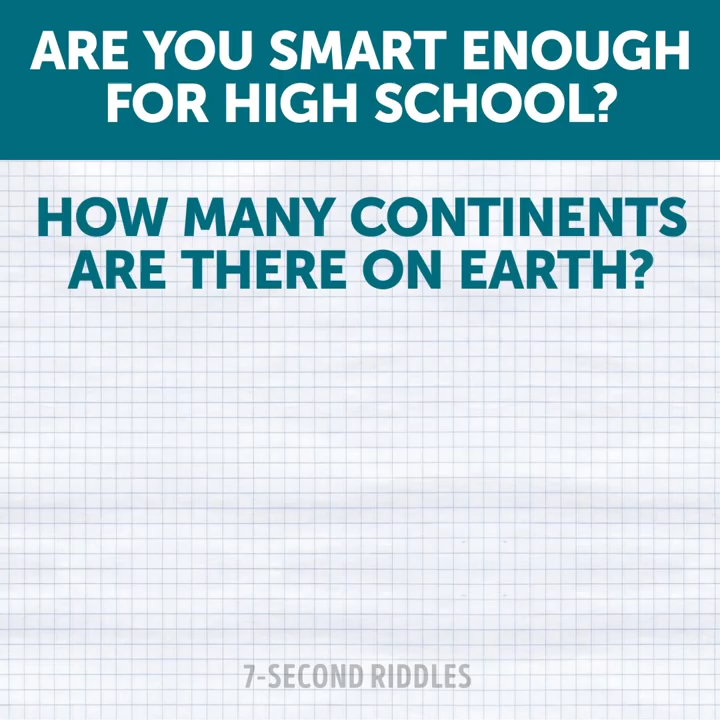 ARE YOU SMART ENOUGH
FOR HIGH SCHOOL?
HOW MANY CONTINENTS
ARE THERE ON EARTH?
7-SECOND RIDDLES